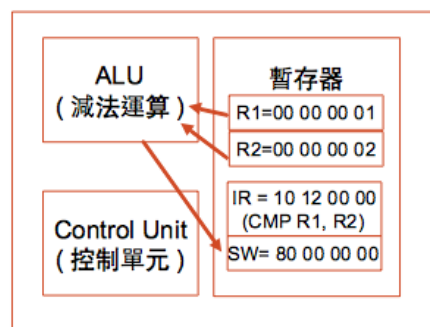 ALU
( 減法運算 )
暫存器
R1=00 00 00 01
R2=00 00 00 02
IR = 10 12 00 00
(CMP R1, R2)
SW= 80 00 00 00
Control Unit
( 控制單元 )